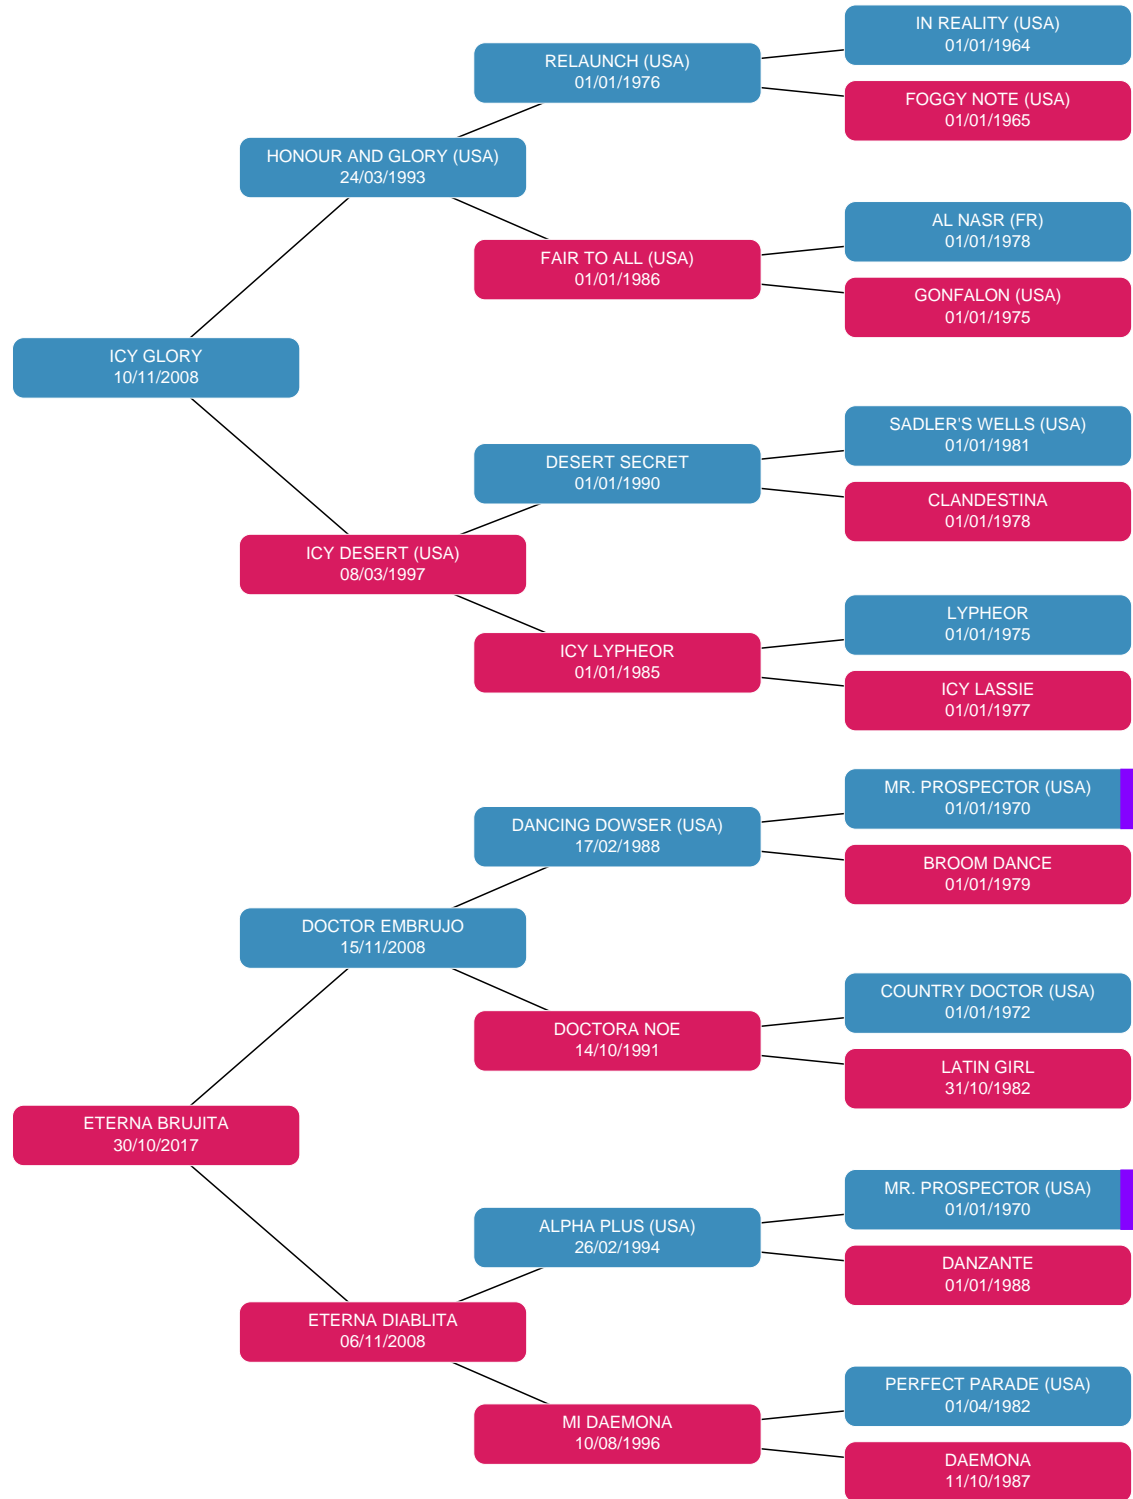 IN REALITY (USA)
01/01/1964
RELAUNCH (USA)
01/01/1976
FOGGY NOTE (USA)
01/01/1965
HONOUR AND GLORY (USA)
24/03/1993
AL NASR (FR)
01/01/1978
FAIR TO ALL (USA)
01/01/1986
GONFALON (USA)
01/01/1975
ICY GLORY
10/11/2008
SADLER'S WELLS (USA)
01/01/1981
DESERT SECRET
01/01/1990
CLANDESTINA
01/01/1978
ICY DESERT (USA)
08/03/1997
LYPHEOR
01/01/1975
ICY LYPHEOR
01/01/1985
ICY LASSIE
01/01/1977
MR. PROSPECTOR (USA)
01/01/1970
DANCING DOWSER (USA)
17/02/1988
BROOM DANCE
01/01/1979
DOCTOR EMBRUJO
15/11/2008
COUNTRY DOCTOR (USA)
01/01/1972
DOCTORA NOE
14/10/1991
LATIN GIRL
31/10/1982
ETERNA BRUJITA
30/10/2017
MR. PROSPECTOR (USA)
01/01/1970
ALPHA PLUS (USA)
26/02/1994
DANZANTE
01/01/1988
ETERNA DIABLITA
06/11/2008
PERFECT PARADE (USA)
01/04/1982
MI DAEMONA
10/08/1996
DAEMONA
11/10/1987